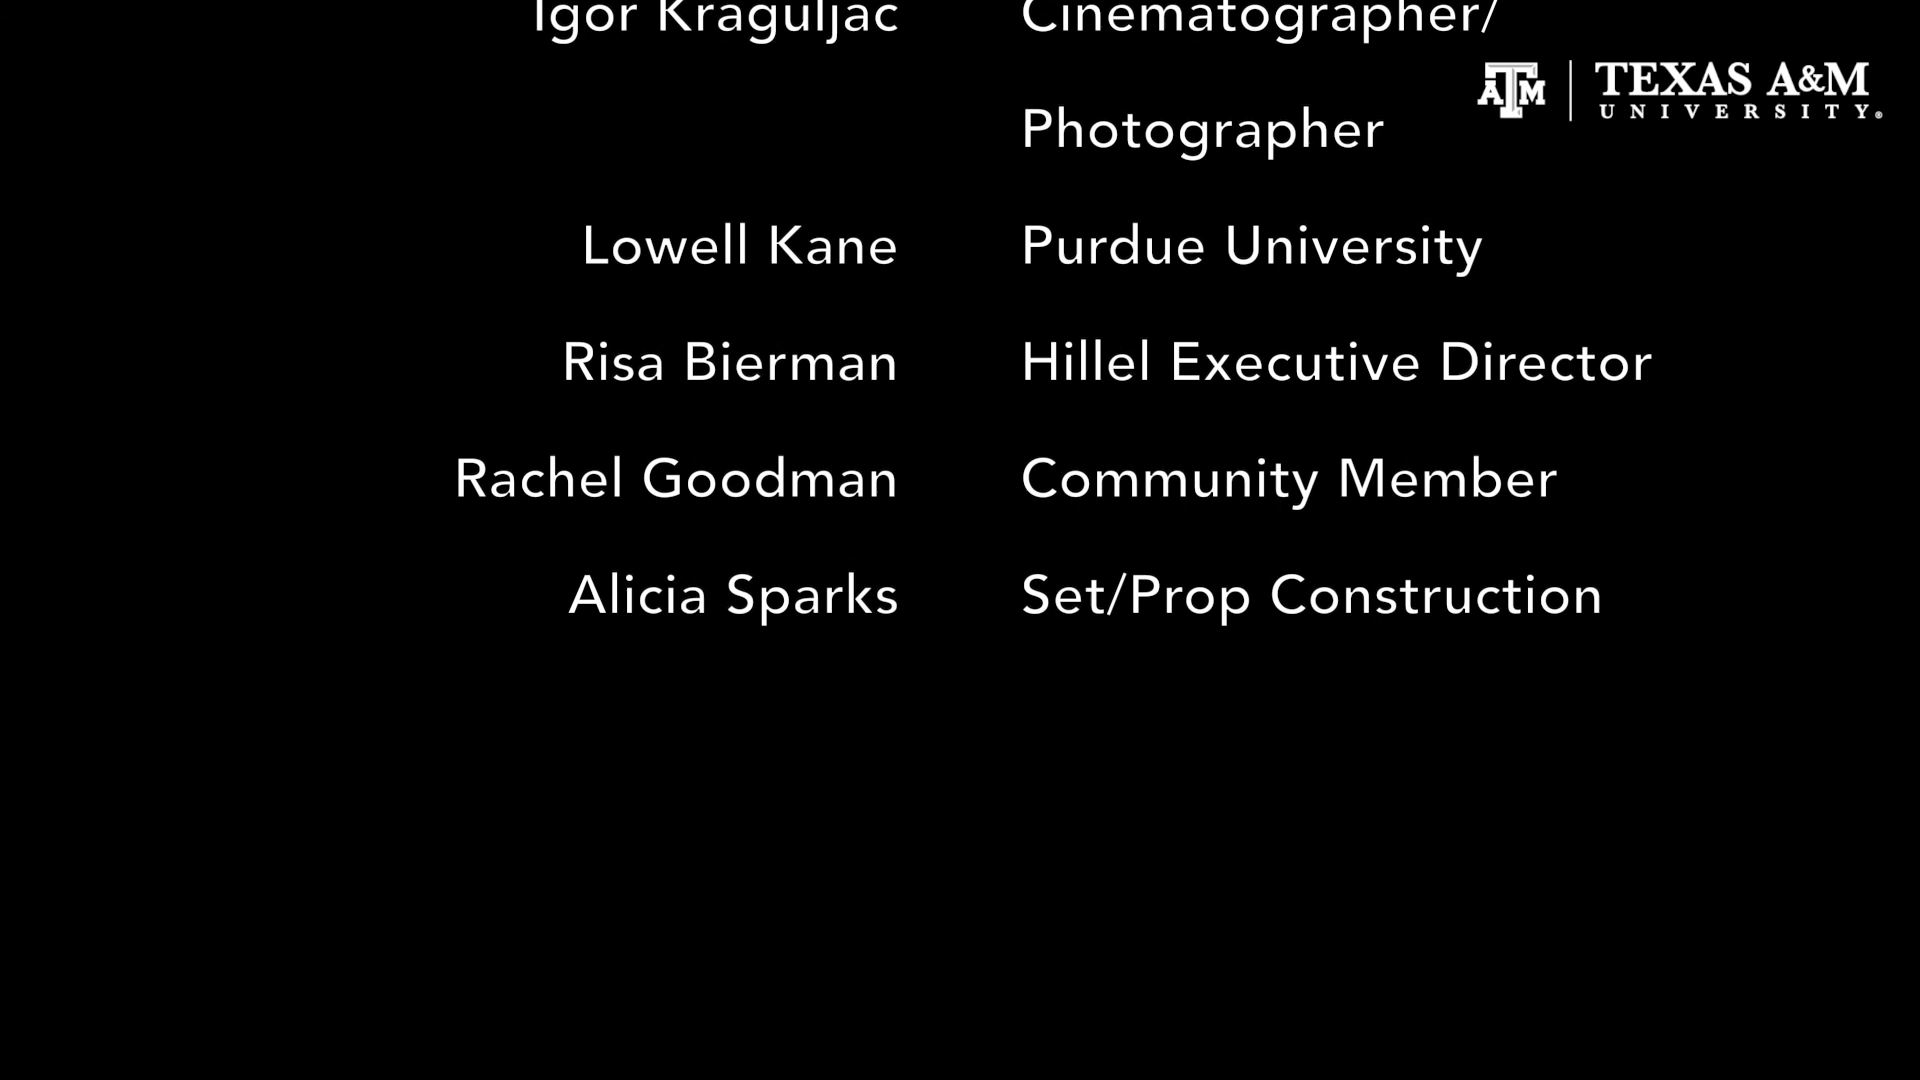 Igor Kraguljac Cinematographer/
Photographer
ATM TEXAS A&M
UNIVERSITY®
Lowell Kane Purdue University
Risa Bierman Hillel Executive Director
Rachel Goodman Community Member
Alicia Sparks Set/Prop Construction